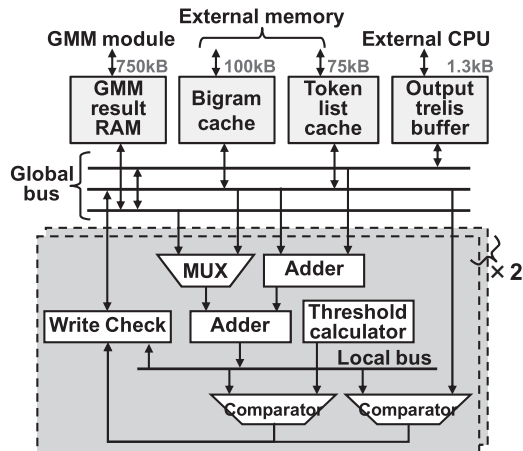 External memory
GMM module
External CPU
750kB
100kB
75kB
1.3kB
GMM
result
RAM
Bigram
cache
Token
list
cache
Output
trelis
buffer
Global
bus
MUX
Adder
× 2
Write Check
Adder
Threshold
calculator
Local bus
Comparator
Comparator